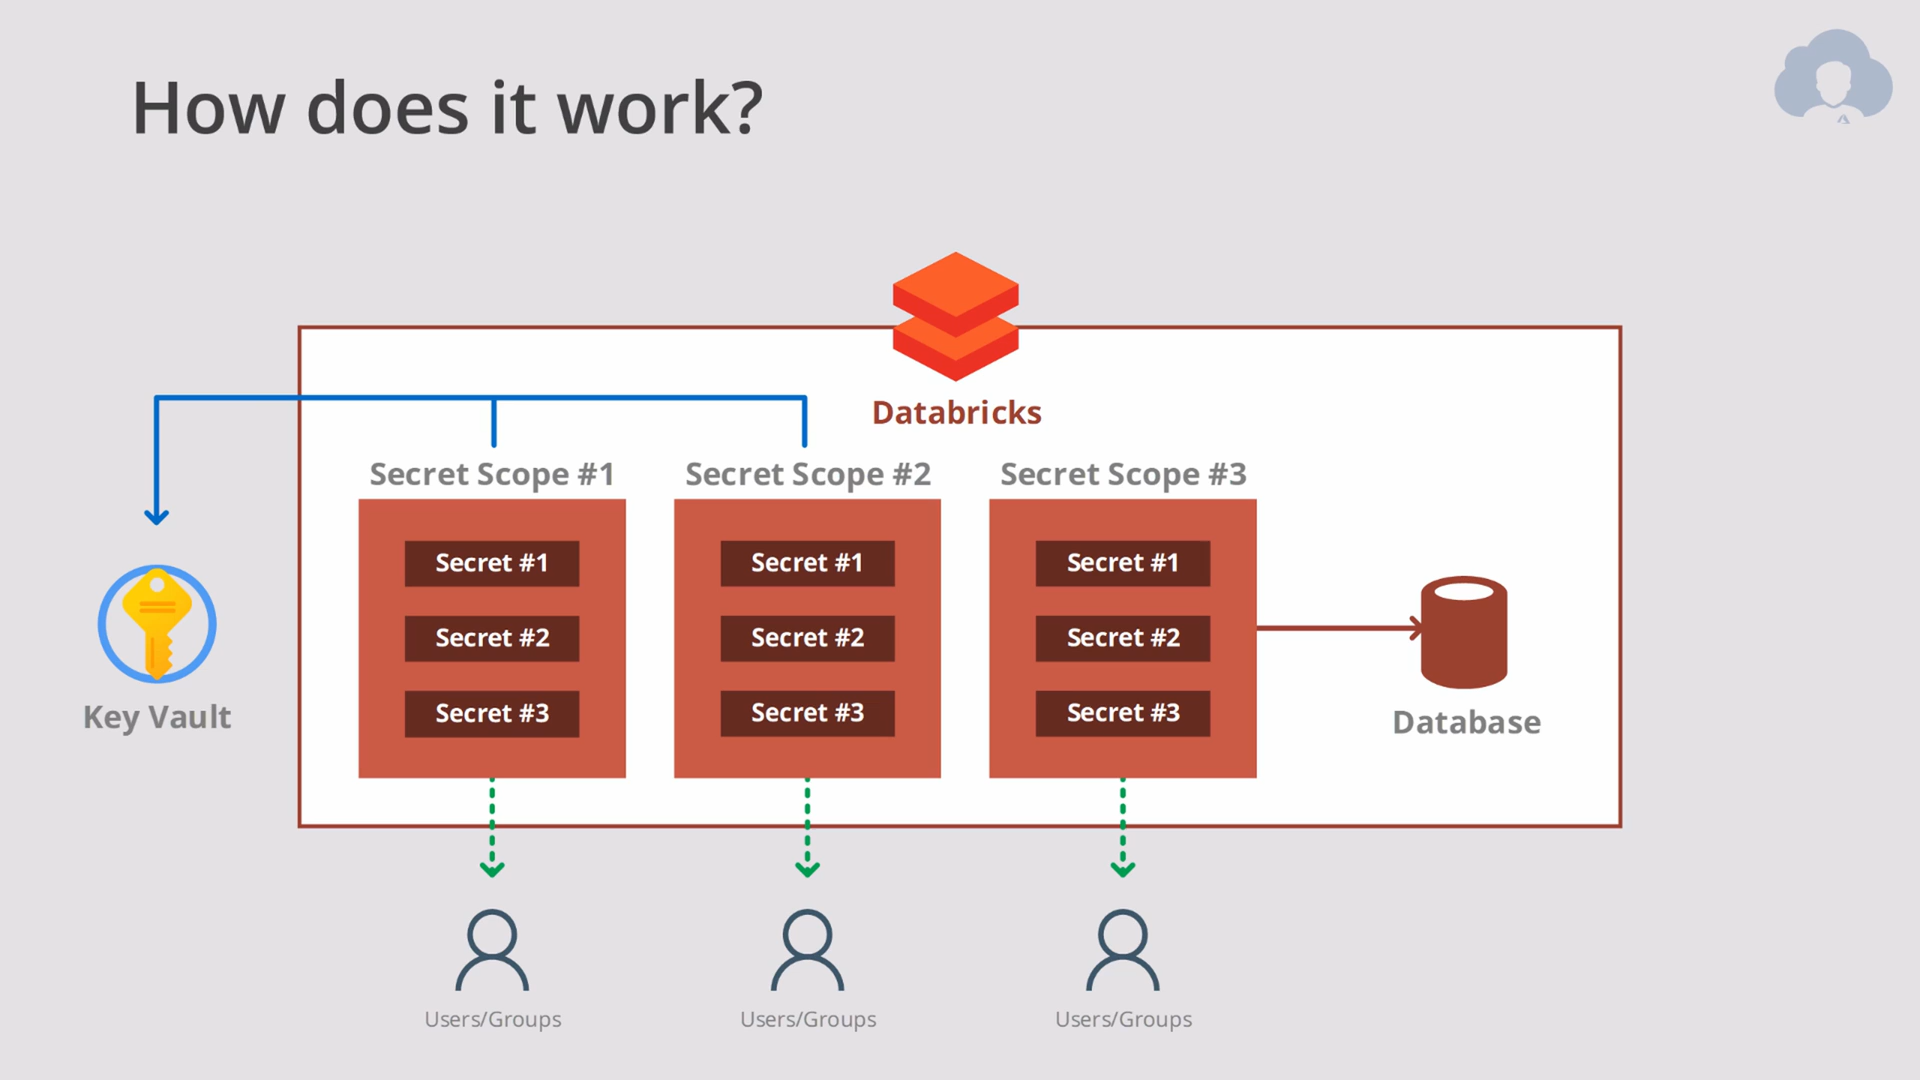 How does it work?
Databricks
Secret Scope #1
Secret #1
Secret #2
Secret #3
Secret Scope #2
Secret #1
Secret #2
Secret #3
Secret Scope #3
Secret #1
Secret #2
Secret #3
Key Vault
Database
Users/Groups
Users/Groups
Users/Groups